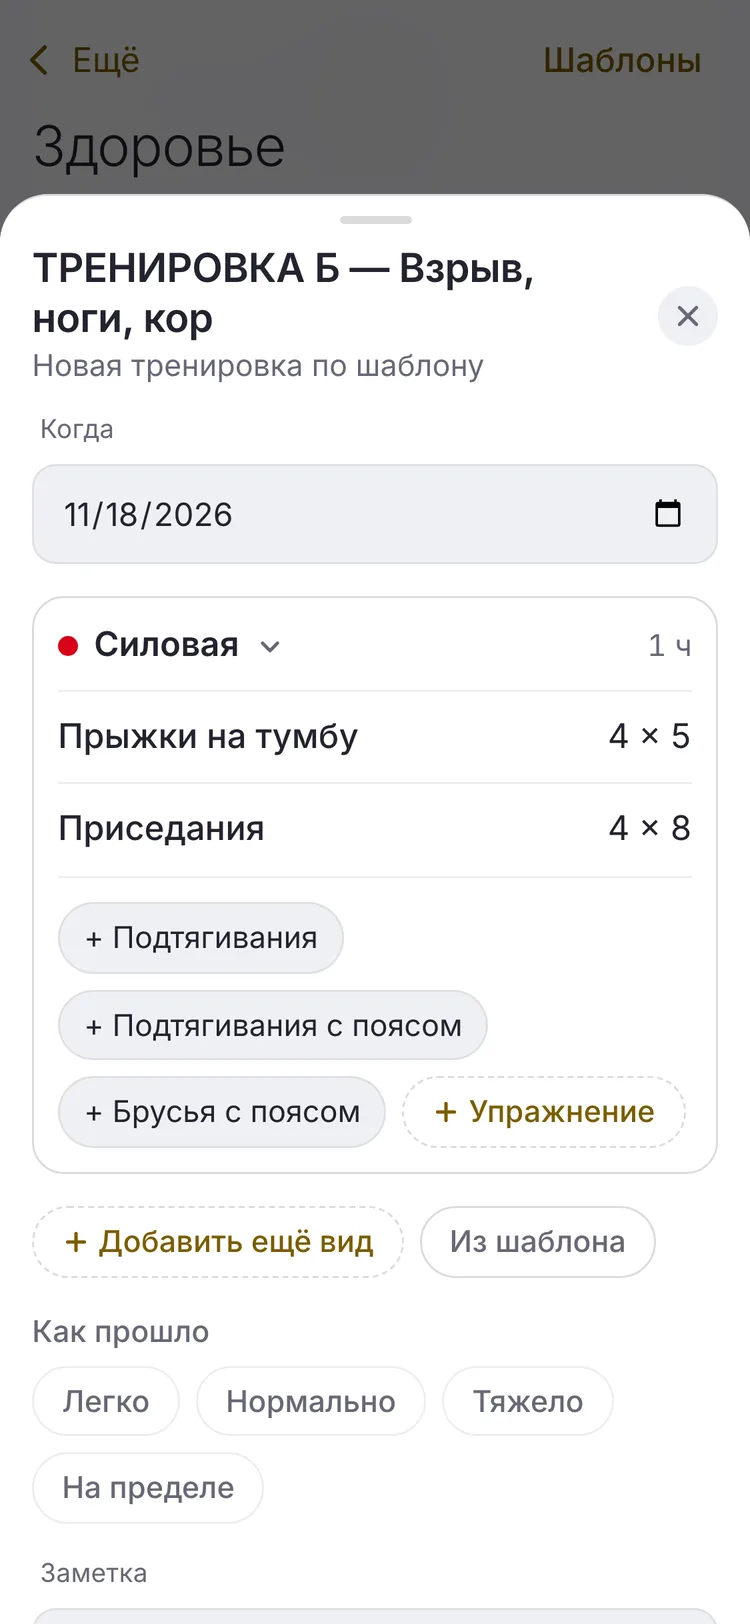 Ещё
Шаблоны
Здоровье
ТРЕНИРОВКА Б — Взрыв,
ноги, кор
Новая тренировка по шаблону
Когда
11/18/2026
Силовая
1 ч
Прыжки на тумбу
4 × 5
Приседания
4 × 8
+ Подтягивания
+ Подтягивания с поясом
+ Брусья с поясом
+ Упражнение
+ Добавить ещё вид
Из шаблона
Как прошло
Легко
Нормально
Тяжело
На пределе
Заметка